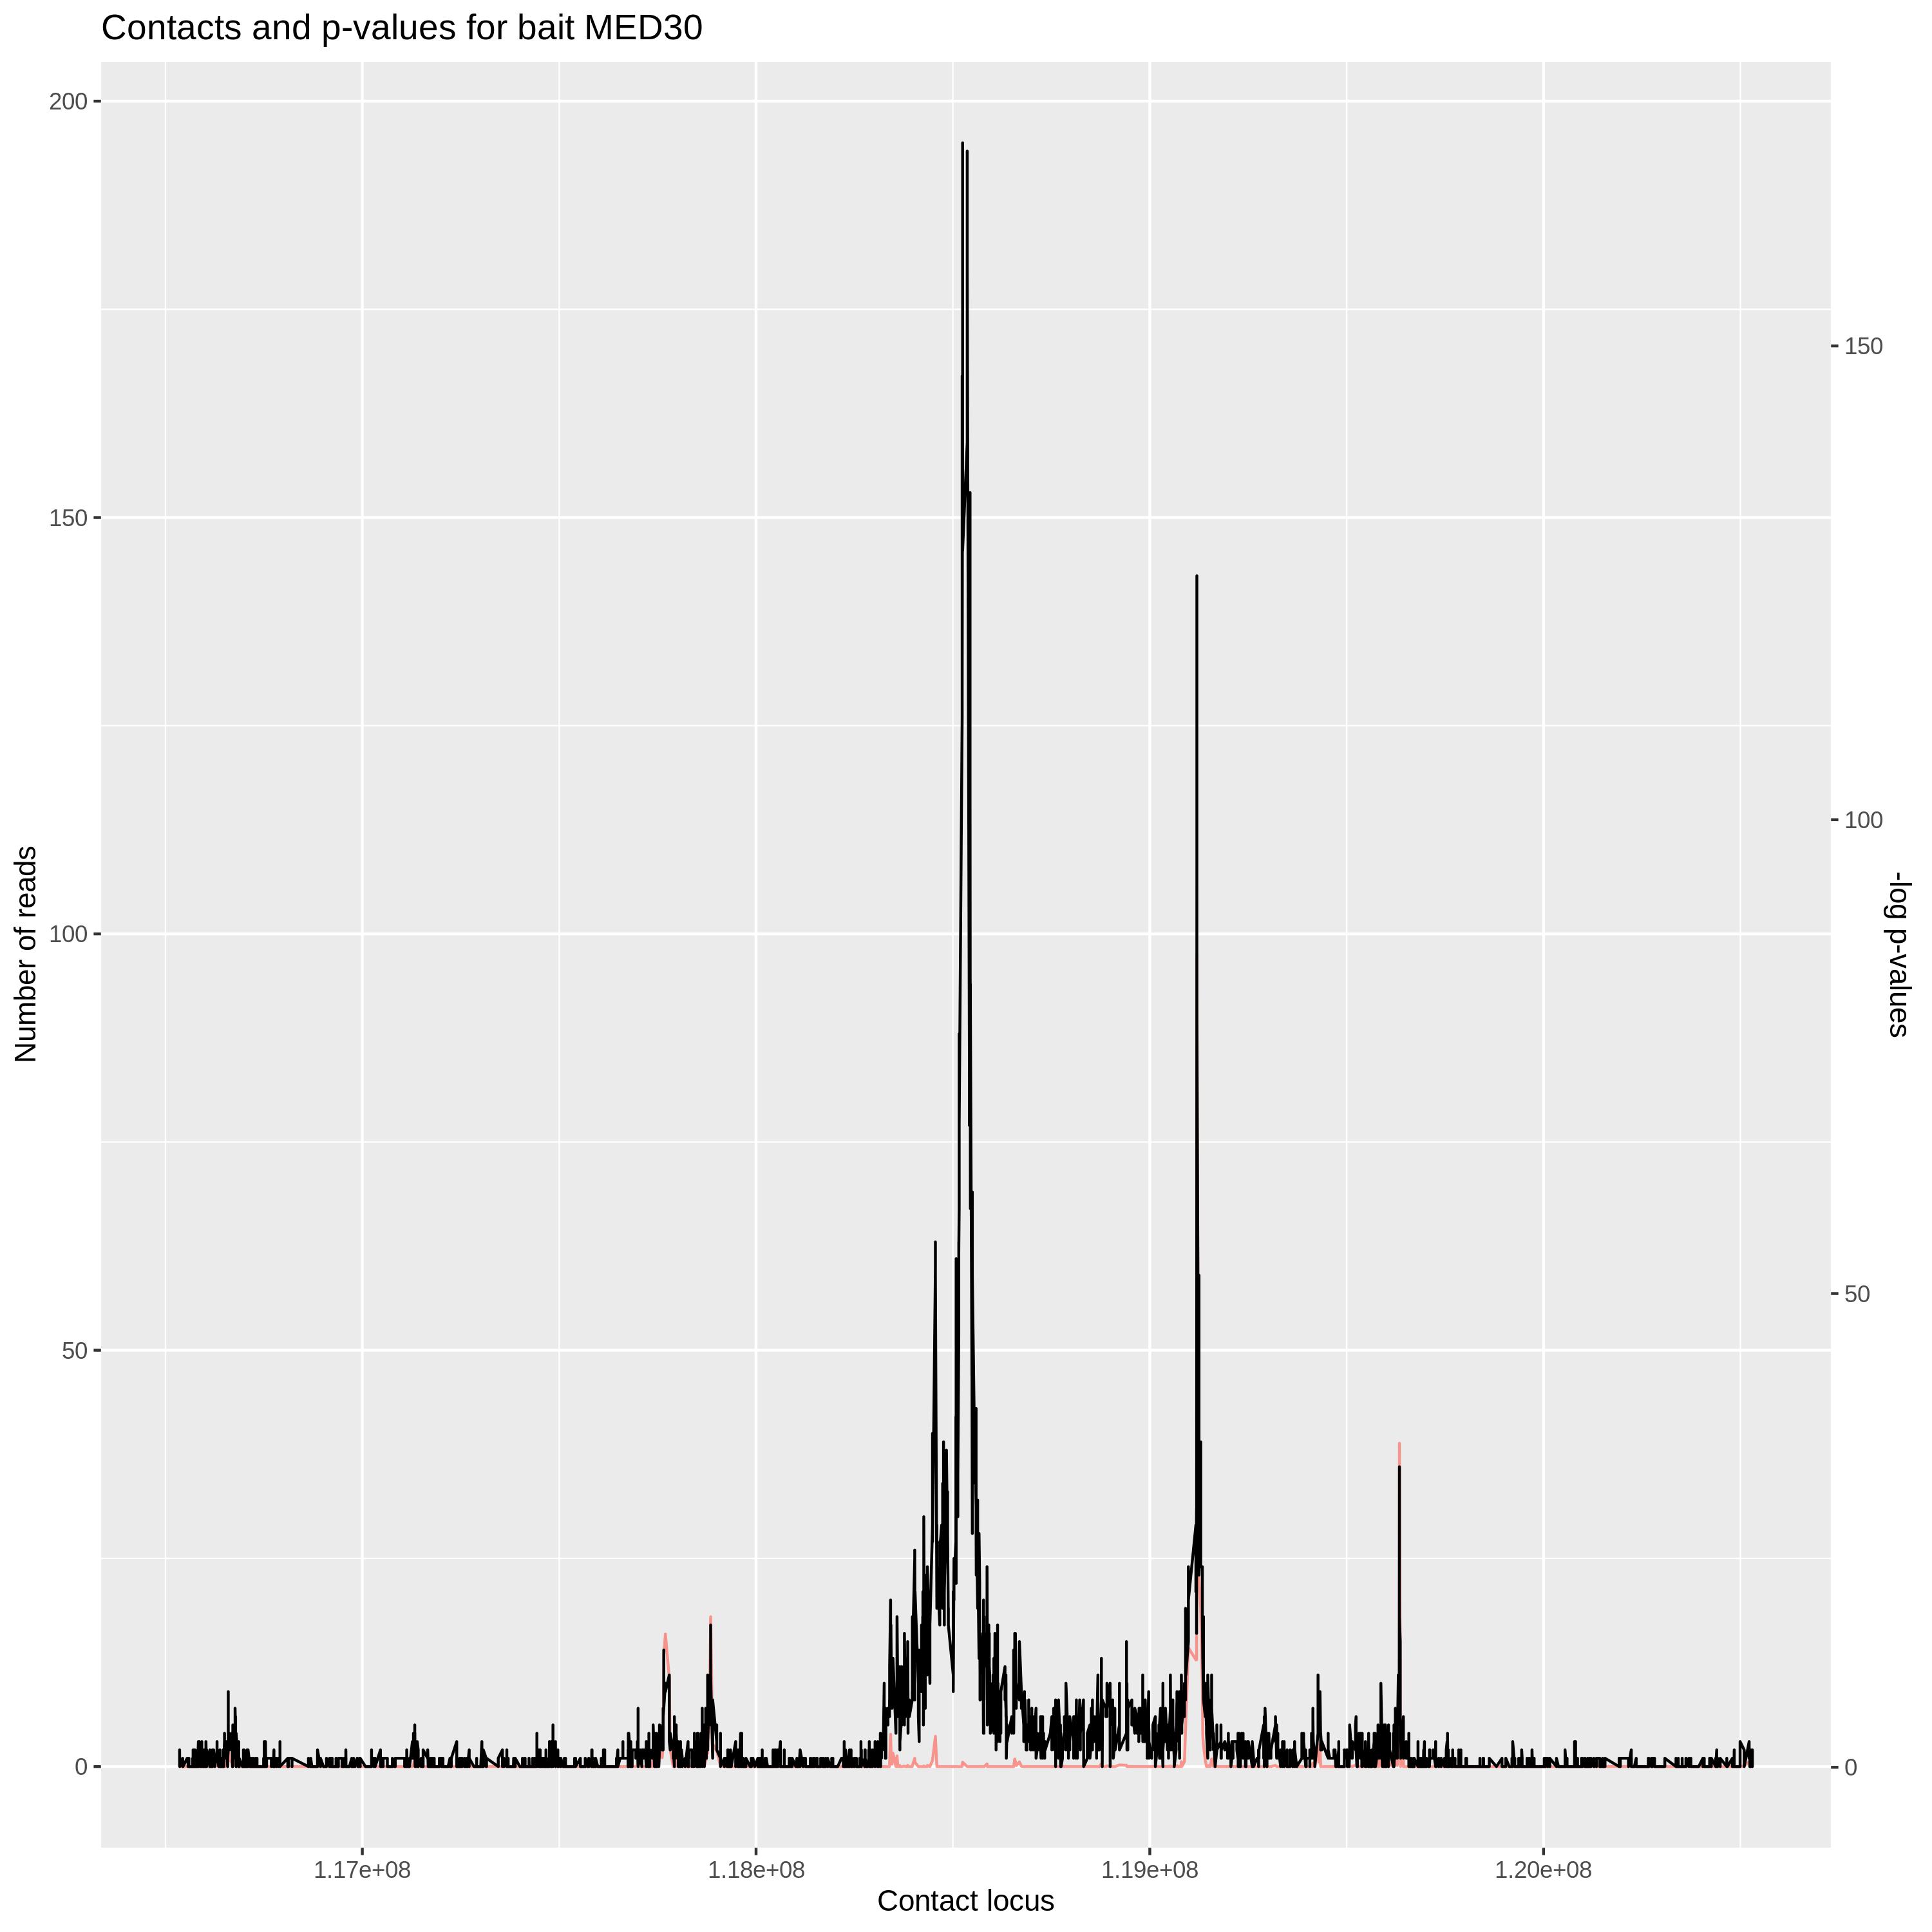 Contacts and p-values for bait MED30
200
150
100
50
0
Number of reads
150
100
50
0
-log p-values
1.17e+08
1.18e+08
1.19e+08
1.20e+08
Contact locus